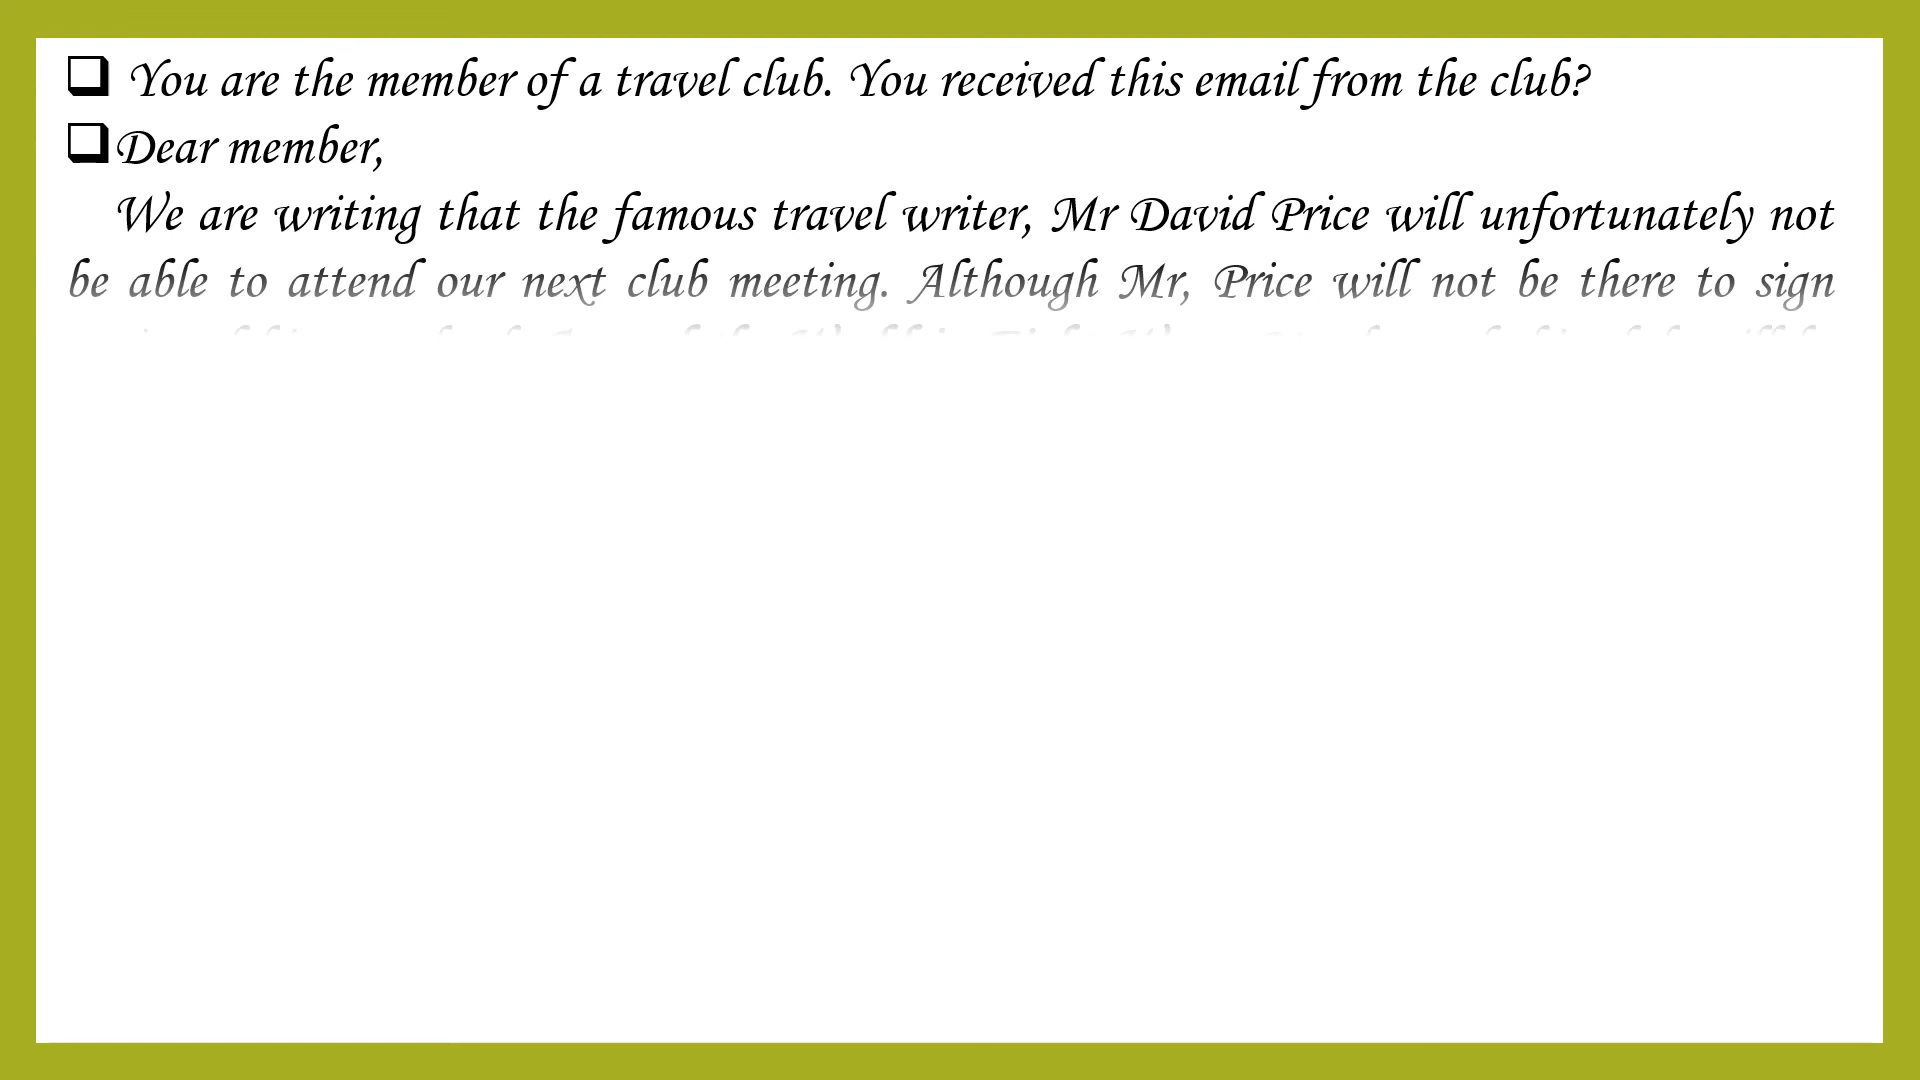 You are the member of a travel club. You received this email from the club?
Dear member,
We are writing that the famous travel writer, Mr David Price will unfortunately not
be able to attend our next club meeting. Although Mr, Price will not be there to sign